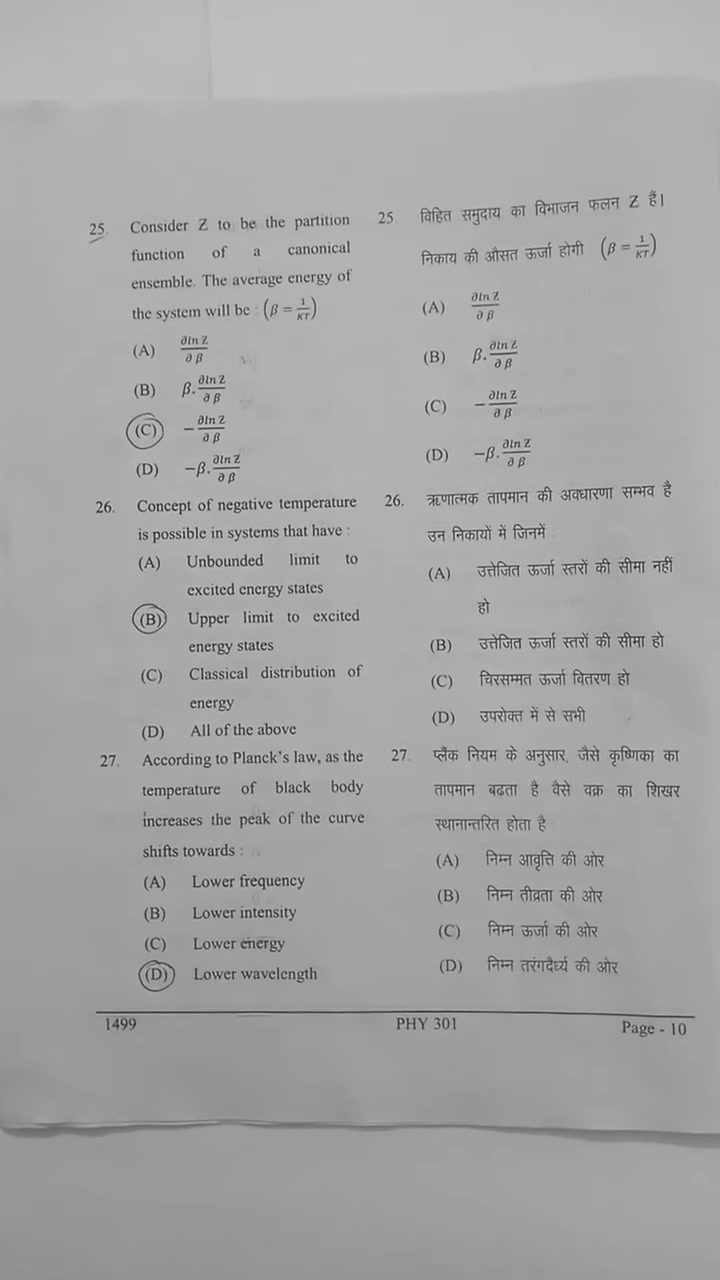 25. Consider Z to be the partition
function of a canonical
ensemble. The average energy of
the system will be : (β = 1/KT)
(A) ∂ln Z/∂ β
(B) β. ∂ln Z/∂ β
(C) − ∂ln Z/∂ β
(D) −β. ∂ln Z/∂ β
26. Concept of negative temperature
is possible in systems that have :
(A) Unbounded limit to
excited energy states
(B) Upper limit to excited
energy states
(C) Classical distribution of
energy
(D) All of the above
27. According to Planck's law, as the
temperature of black body
increases the peak of the curve
shifts towards :
(A) Lower frequency
(B) Lower intensity
(C) Lower energy
(D) Lower wavelength
25. विहित समुदाय का विभाजन फलन Z हैं।
निकाय की औसत ऊर्जा होगी (β = 1/KT)
(A) ∂ln Z/∂ β
(B) β. ∂ln Z/∂ β
(C) − ∂ln Z/∂ β
(D) −β. ∂ln Z/∂ β
26. ऋणात्मक तापमान की अवधारणा सम्भव है
उन निकायों में जिनमें :
(A) उत्तेजित ऊर्जा स्तरों की सीमा नहीं
हो
(B) उत्तेजित ऊर्जा स्तरों की सीमा हो
(C) चिरसम्मत ऊर्जा वितरण हो
(D) उपरोक्त में से सभी
27. प्लैंक नियम के अनुसार, जैसे कृष्णिका का
तापमान बढ़ता है वैसे वक्र का शिखर
स्थानान्तरित होता है
(A) निम्न आवृत्ति की ओर
(B) निम्न तीव्रता की ओर
(C) निम्न ऊर्जा की ओर
(D) निम्न तरंगदैर्ध्य की ओर
1499 PHY 301 Page - 10